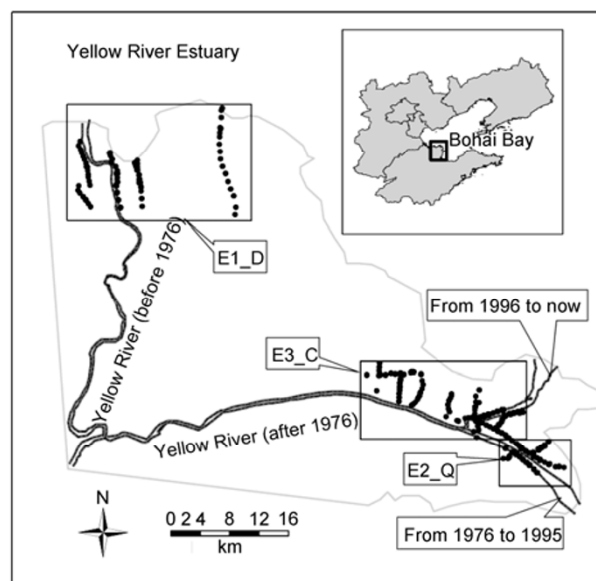 Yellow River Estuary
Bohai Bay
E1_D
Yellow River (before 1976)
From 1996 to now
E3_C
Yellow River (after 1976)
E2_Q
N
0 2 4 8 12 16
km
From 1976 to 1995